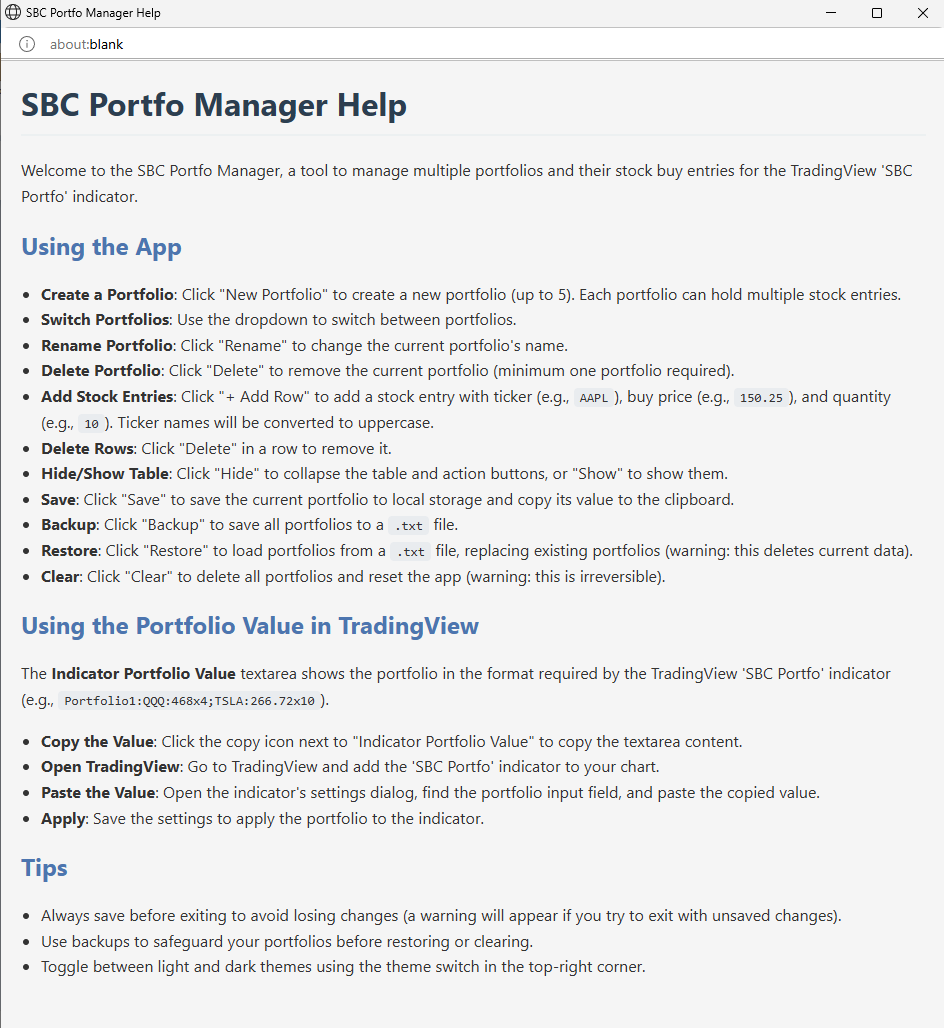 SBC Portfo Manager Help
about:blank
SBC Portfo Manager Help
Welcome to the SBC Portfo Manager, a tool to manage multiple portfolios and their stock buy entries for the TradingView 'SBC
Portfo' indicator.
Using the App
• Create a Portfolio: Click "New Portfolio" to create a new portfolio (up to 5). Each portfolio can hold multiple stock entries.
• Switch Portfolios: Use the dropdown to switch between portfolios.
• Rename Portfolio: Click "Rename" to change the current portfolio's name.
• Delete Portfolio: Click "Delete" to remove the current portfolio (minimum one portfolio required).
• Add Stock Entries: Click "+ Add Row" to add a stock entry with ticker (e.g., AAPL), buy price (e.g., 150.25), and quantity
(e.g., 10). Ticker names will be converted to uppercase.
• Delete Rows: Click "Delete" in a row to remove it.
• Hide/Show Table: Click "Hide" to collapse the table and action buttons, or "Show" to show them.
• Save: Click "Save" to save the current portfolio to local storage and copy its value to the clipboard.
• Backup: Click "Backup" to save all portfolios to a .txt file.
• Restore: Click "Restore" to load portfolios from a .txt file, replacing existing portfolios (warning: this deletes current data).
• Clear: Click "Clear" to delete all portfolios and reset the app (warning: this is irreversible).
Using the Portfolio Value in TradingView
The Indicator Portfolio Value textarea shows the portfolio in the format required by the TradingView 'SBC Portfo' indicator
(e.g., Portfolio1:QQQ:468x4;TSLA:266.72x10).
• Copy the Value: Click the copy icon next to "Indicator Portfolio Value" to copy the textarea content.
• Open TradingView: Go to TradingView and add the 'SBC Portfo' indicator to your chart.
• Paste the Value: Open the indicator's settings dialog, find the portfolio input field, and paste the copied value.
• Apply: Save the settings to apply the portfolio to the indicator.
Tips
• Always save before exiting to avoid losing changes (a warning will appear if you try to exit with unsaved changes).
• Use backups to safeguard your portfolios before restoring or clearing.
• Toggle between light and dark themes using the theme switch in the top-right corner.